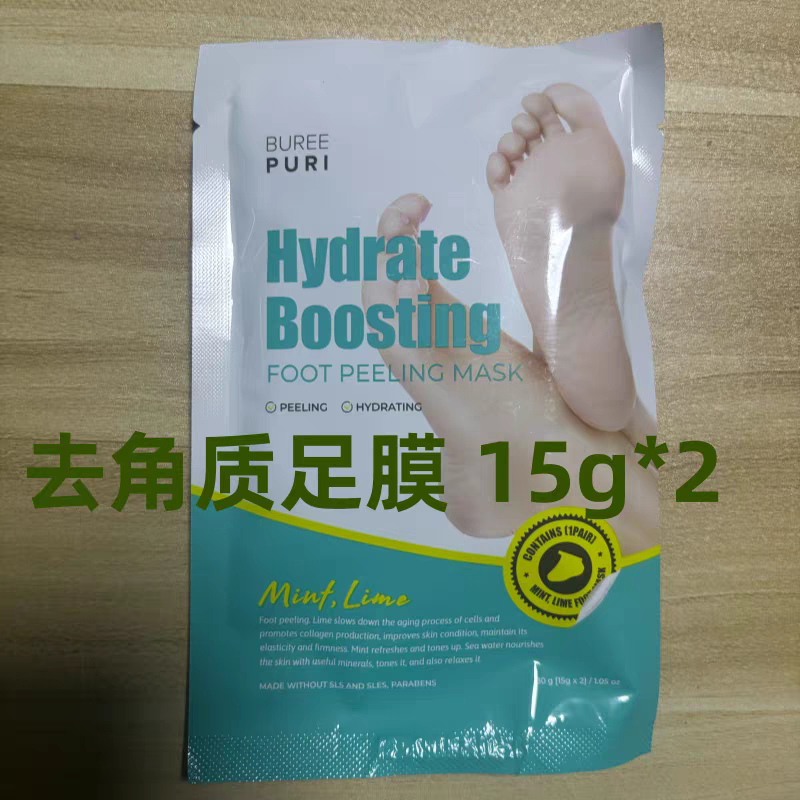 BUREE
PURI
Hydrate
Boosting
FOOT PEELING MASK
PEELING HYDRATING
去角质足膜 15g*2
CONTAINS (1PAIR)
MINT, LIME
Mint, Lime
Foot peeling. Lime slows down the aging process of cells and
promotes collagen production, improves skin condition, maintain its
elasticity and firmness. Mint refreshes and tones up. Sea water nourishes
the skin with useful minerals, tones it, and also relaxes it
MADE WITHOUT SLS AND SLES, PARABENS
30 g [15g x 2] / 1.05 oz